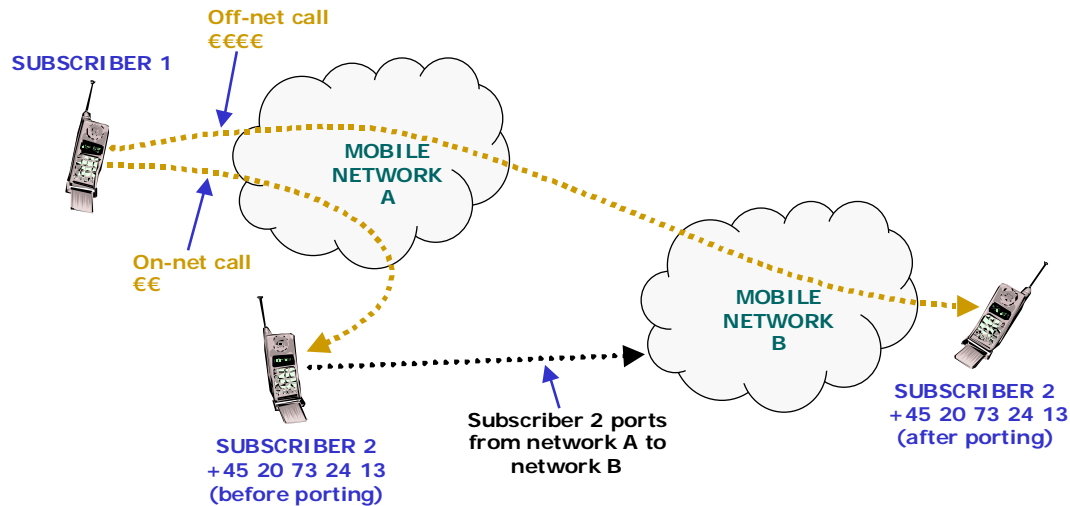 Off-net call
€€€€
SUBSCRIBER 1
MOBILE
NETWORK
A
On-net call
€€
MOBILE
NETWORK
B
Subscriber 2 ports
from network A to
network B
SUBSCRIBER 2
+45 20 73 24 13
(before porting)
SUBSCRIBER 2
+45 20 73 24 13
(after porting)